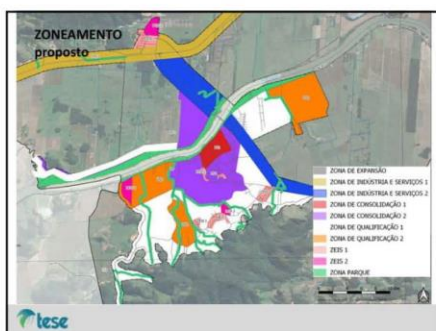 ZONEAMENTO
proposto
ZONA DE EXPANSÃO
ZONA DE INDÚSTRIA E SERVIÇOS 1
ZONA DE INDÚSTRIA E SERVIÇOS 2
ZONA DE CONSOLIDAÇÃO 1
ZONA DE CONSOLIDAÇÃO 2
ZONA DE QUALIFICAÇÃO 1
ZONA DE QUALIFICAÇÃO 2
ZEIS 1
ZEIS 2
ZONA PARQUE
tese